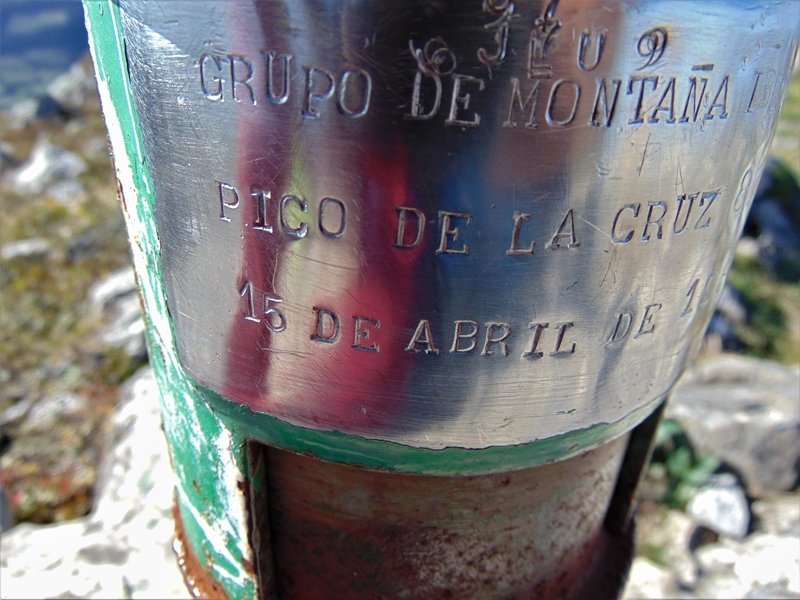 GRUPO DE MONTAÑA
PICO DE LA CRUZ
15 DE ABRIL DE